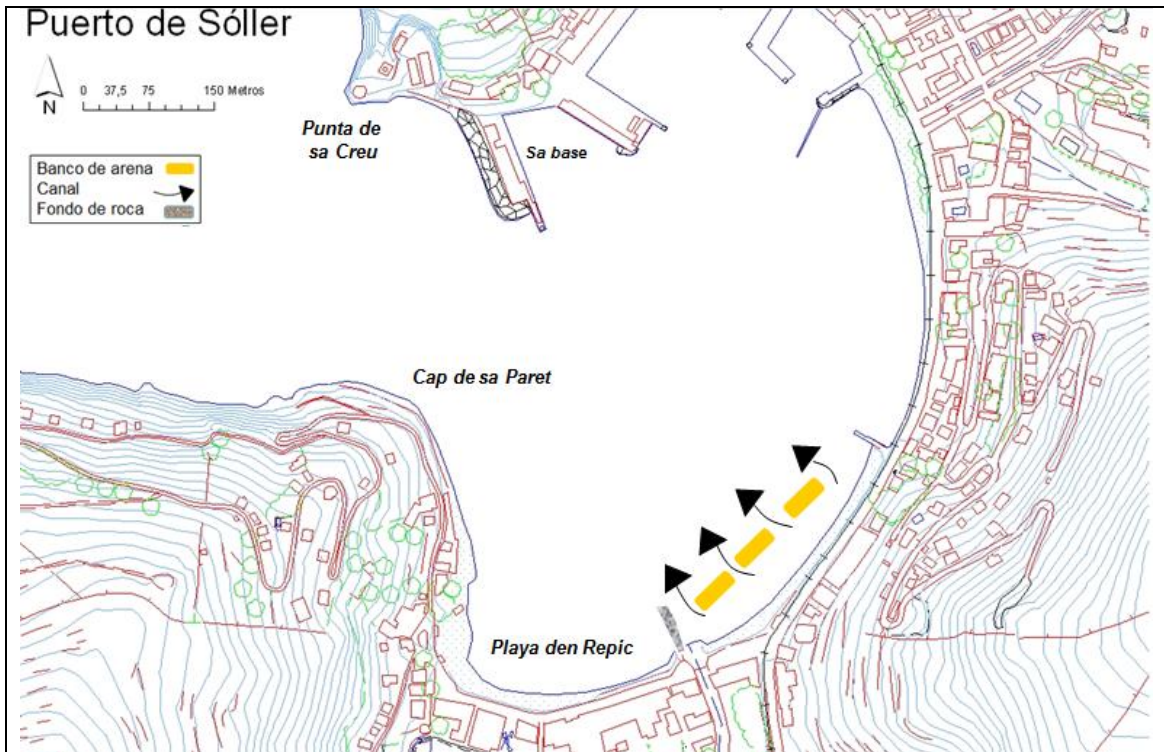 Puerto de Sóller
0 37,5 75 150 Metros
N
Punta de
sa Creu
Sa base
Banco de arena
Canal
Fondo de roca
Cap de sa Paret
Playa den Repic